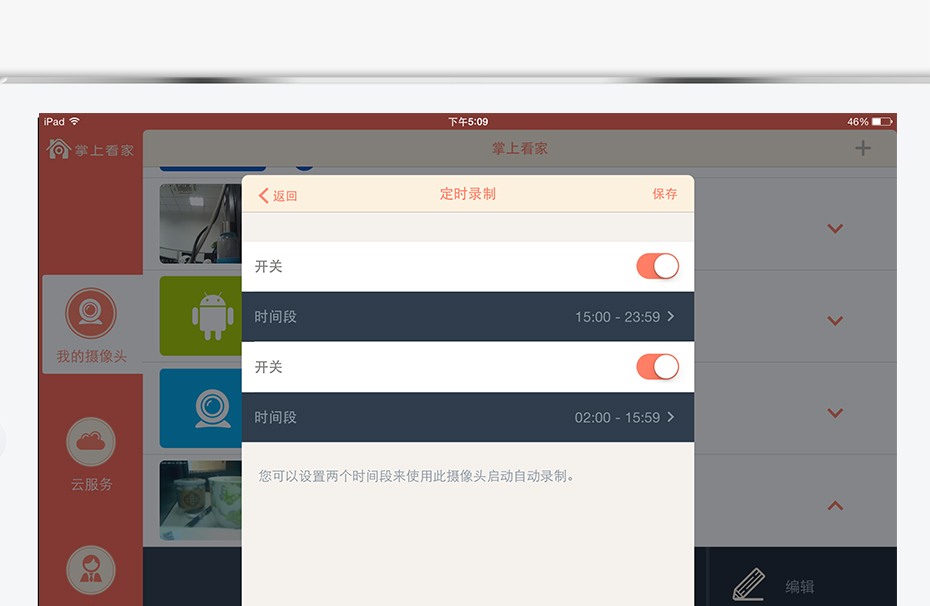 iPad 下午5:09 46%
掌上看家
掌上看家
返回 定时录制 保存
开关
时间段 15:00 - 23:59
开关
时间段 02:00 - 15:59
您可以设置两个时间段来使用此摄像头启动自动录制。
我的摄像头
云服务
编辑